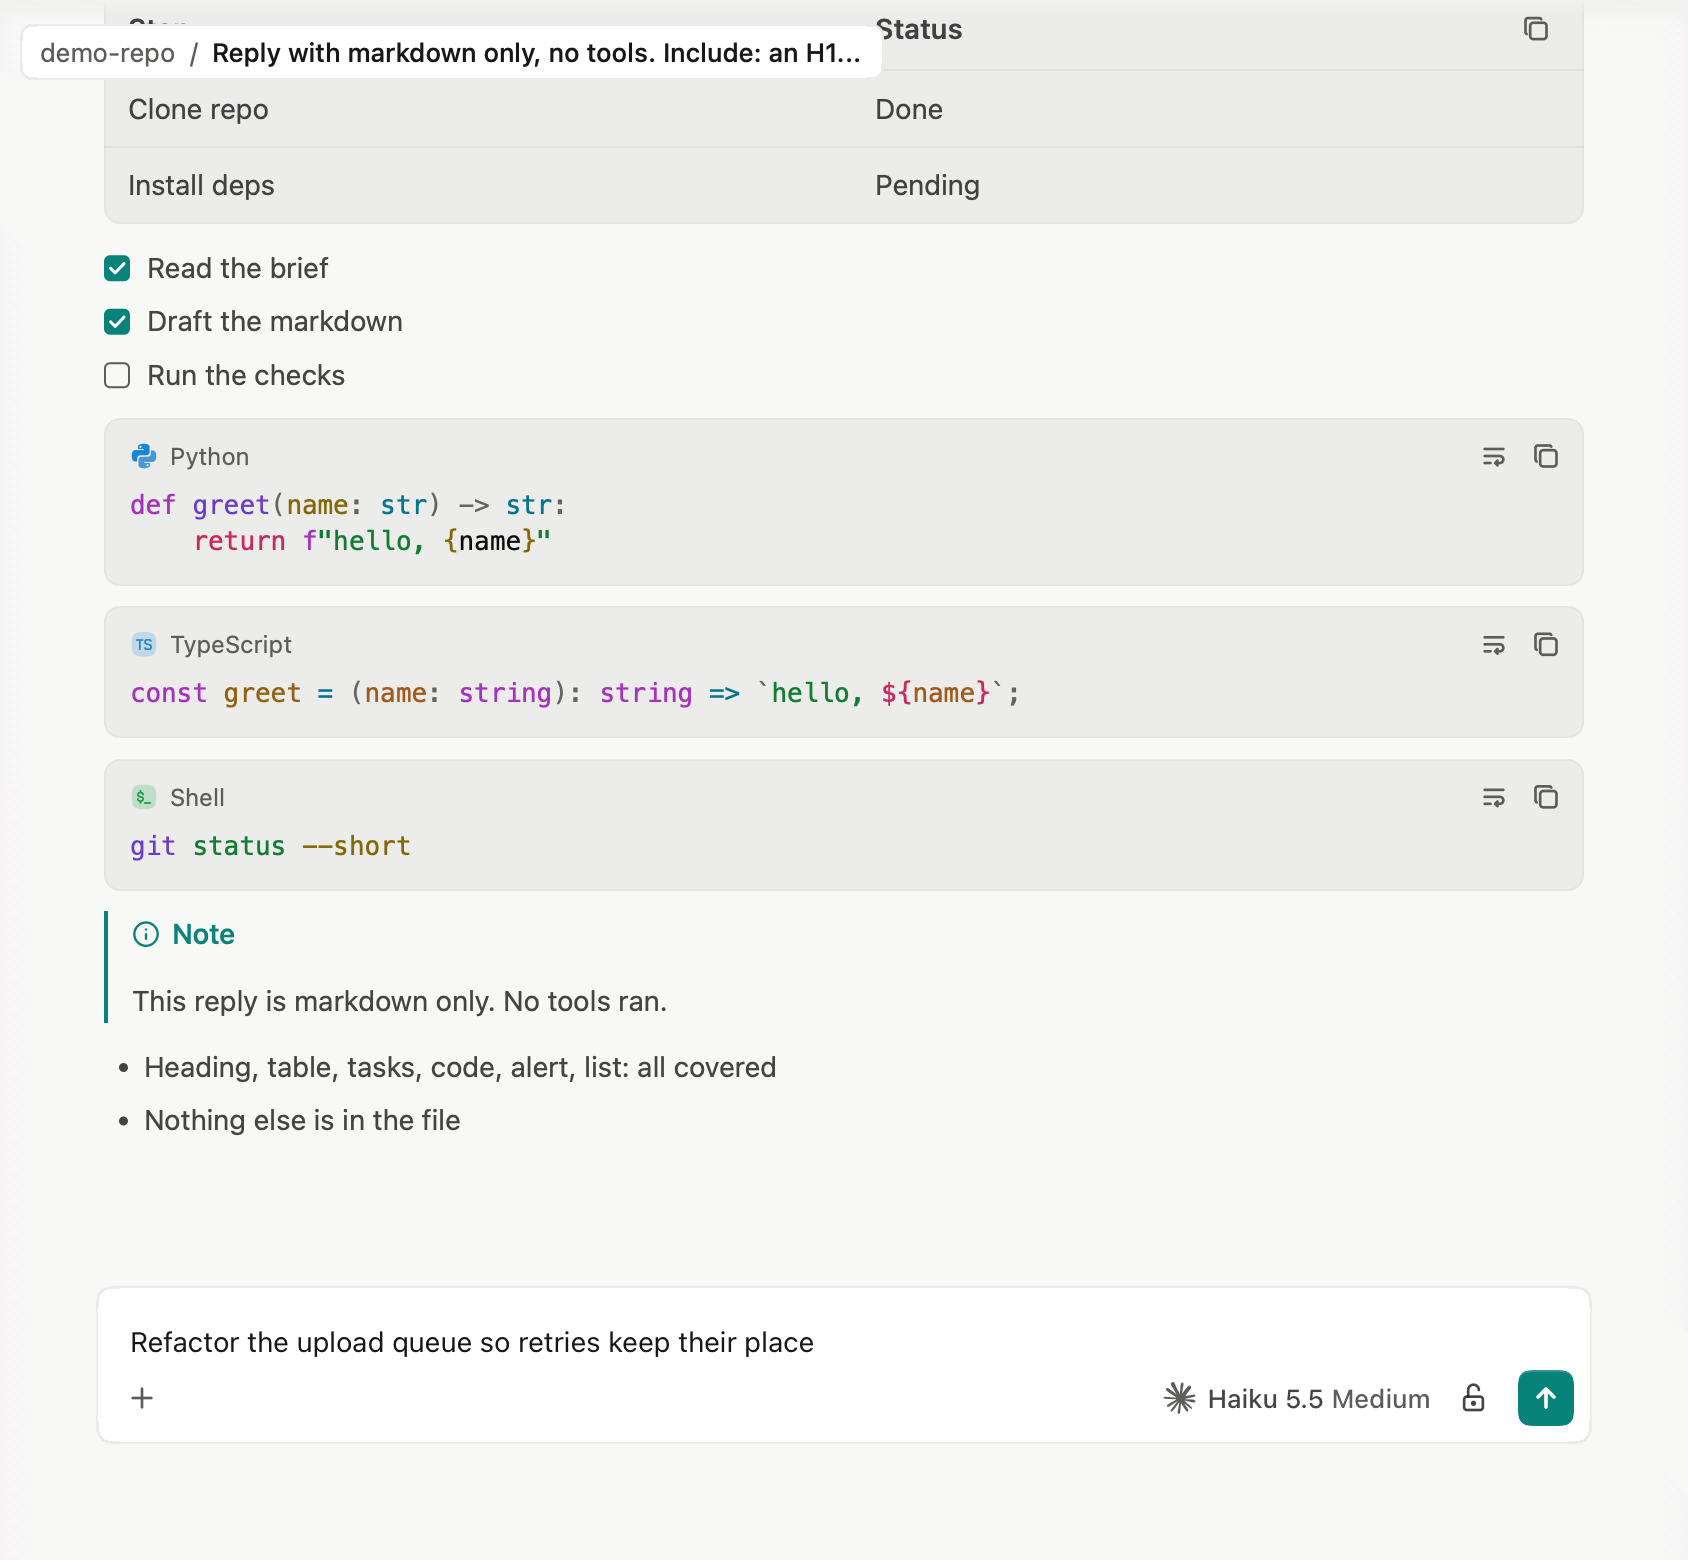 Status
demo-repo / Reply with markdown only, no tools. Include: an H1...
Clone repo Done
Install deps Pending
Read the brief
Draft the markdown
Run the checks
Python
def greet(name: str) -> str:
    return f"hello, {name}"
TS TypeScript
const greet = (name: string): string => `hello, ${name}`;
$_ Shell
git status --short
Note
This reply is markdown only. No tools ran.
• Heading, table, tasks, code, alert, list: all covered
• Nothing else is in the file
Refactor the upload queue so retries keep their place
Haiku 5.5 Medium